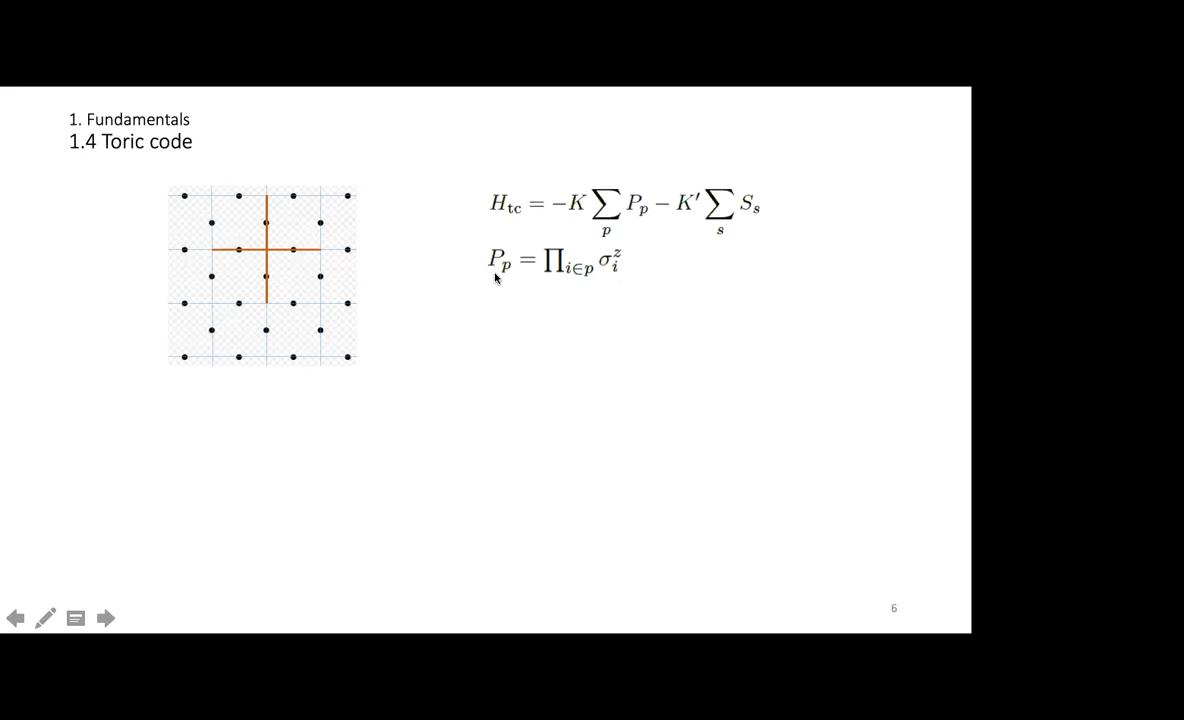 1. Fundamentals
1.4 Toric code
H_tc = −K ∑_p P_p − K′ ∑_s S_s
P_p = ∏_{i∈p} σ_i^z
6